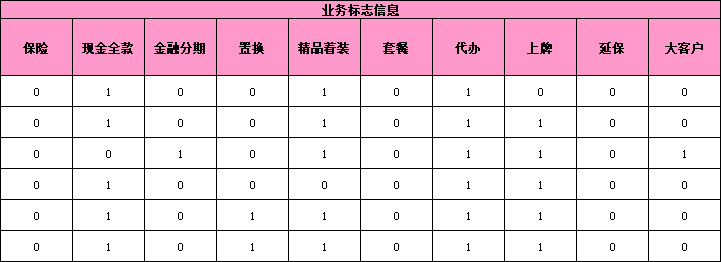 业务标志信息
保险 现金全款 金融分期 置换 精品着装 套餐 代办 上牌 延保 大客户
0 1 0 0 1 0 1 0 0 0
0 1 0 0 1 0 1 1 0 0
0 0 1 0 1 0 1 1 0 1
0 1 0 0 0 0 1 1 0 0
0 1 0 1 1 0 1 1 0 0
0 1 0 1 1 0 1 1 0 0